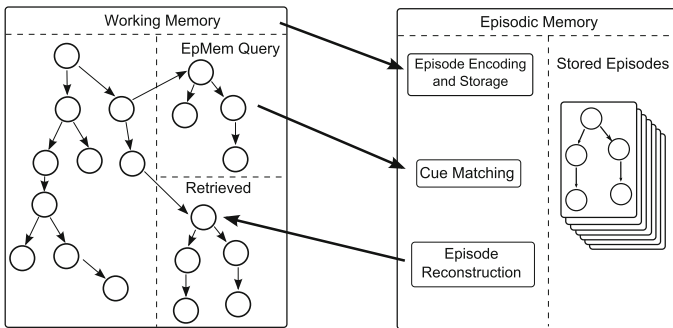 Working Memory
EpMem Query
Retrieved
Episodic Memory
Episode Encoding
and Storage
Stored Episodes
Cue Matching
Episode
Reconstruction